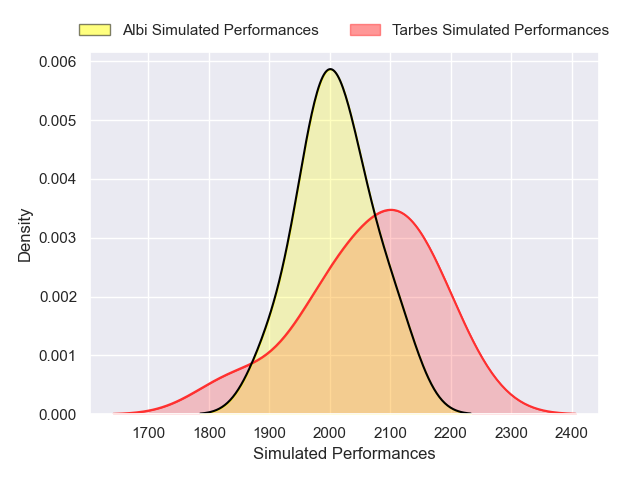 Albi Simulated Performances Tarbes Simulated Performances
0.006
0.005
0.004
0.003
0.002
0.001
0.000
Density
1700 1800 1900 2000 2100 2200 2300 2400
Simulated Performances